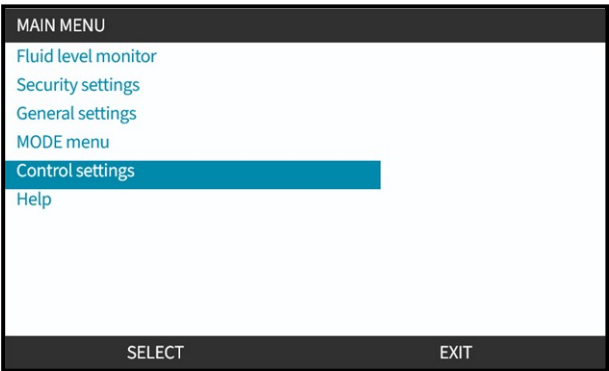 MAIN MENU
Fluid level monitor
Security settings
General settings
MODE menu
Control settings
Help
SELECT EXIT